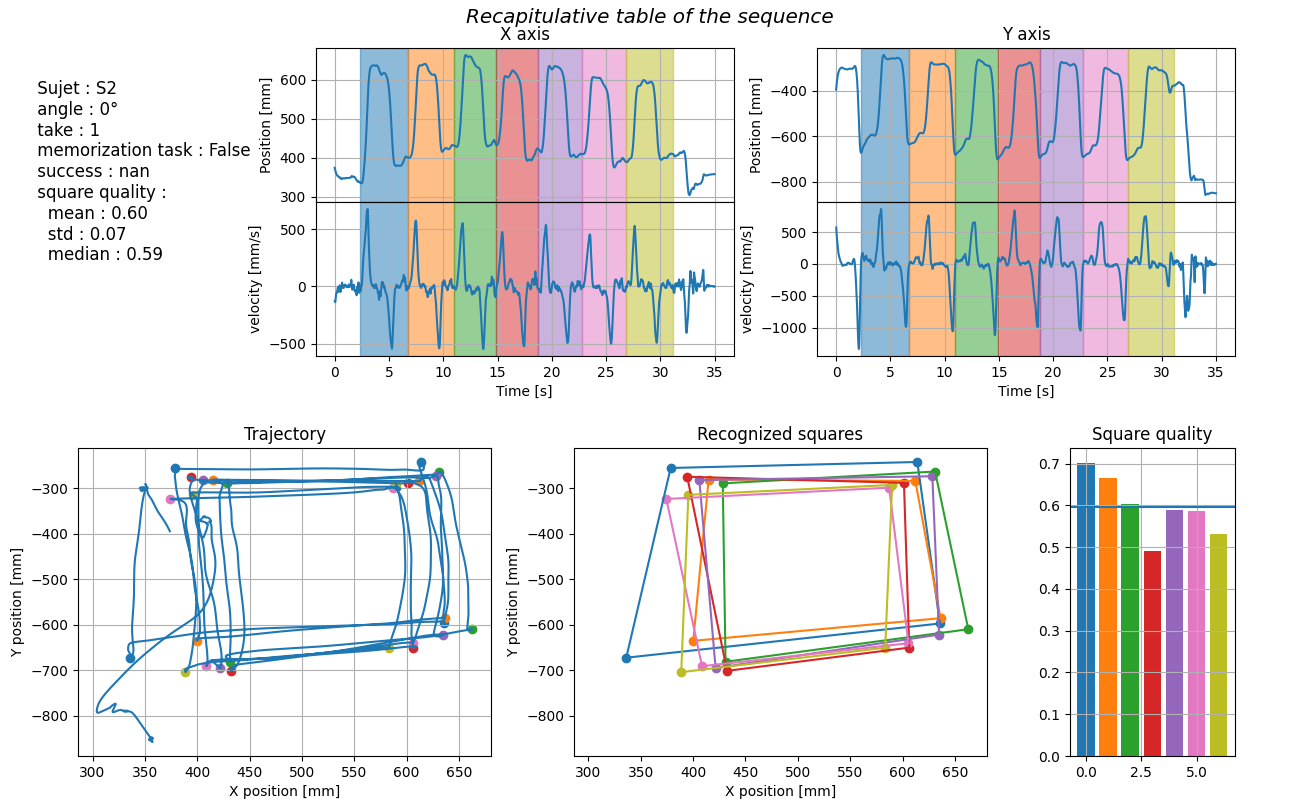 Recapitulative table of the sequence
Sujet : S2
angle : 0°
take : 1
memorization task : False
success : nan
square quality :
mean : 0.60
std : 0.07
median : 0.59
X axis
Position [mm]
600
500
400
300
velocity [mm/s]
500
0
−500
0 5 10 15 20 25 30 35
Time [s]
Y axis
Position [mm]
−400
−600
−800
velocity [mm/s]
500
0
−500
−1000
0 5 10 15 20 25 30 35
Time [s]
Trajectory
Y position [mm]
−300
−400
−500
−600
−700
−800
300 350 400 450 500 550 600 650
X position [mm]
Recognized squares
Y position [mm]
−300
−400
−500
−600
−700
−800
300 350 400 450 500 550 600 650
X position [mm]
Square quality
0.7
0.6
0.5
0.4
0.3
0.2
0.1
0.0
0.0 2.5 5.0